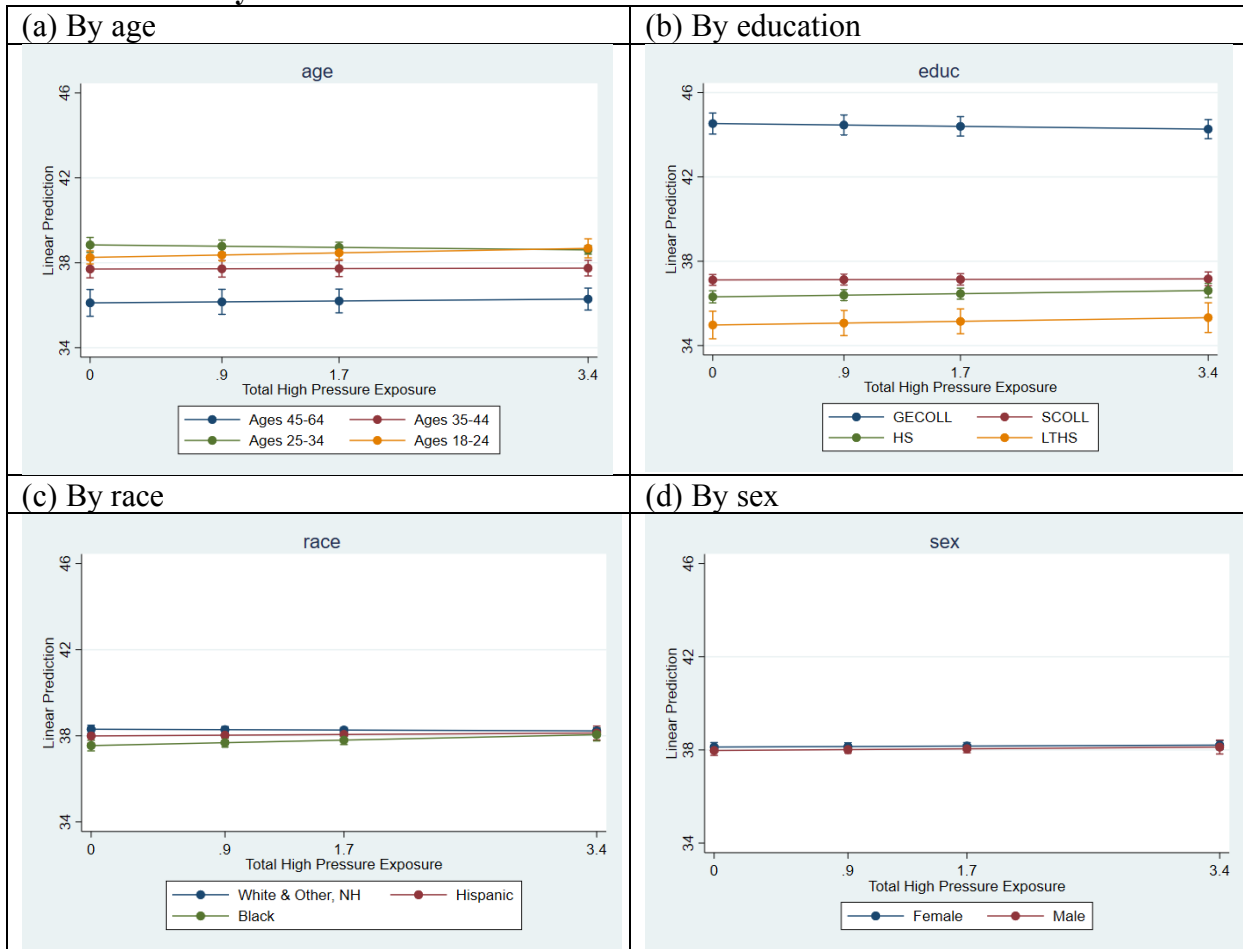 (a) By age
(b) By education
age
46
42
38
34
Linear Prediction
0 .9 1.7 3.4
Total High Pressure Exposure
Ages 45-64 Ages 35-44
Ages 25-34 Ages 18-24
educ
46
42
38
34
Linear Prediction
0 .9 1.7 3.4
Total High Pressure Exposure
GECOLL SCOLL
HS LTHS
(c) By race
(d) By sex
race
46
42
38
34
Linear Prediction
0 .9 1.7 3.4
Total High Pressure Exposure
White & Other, NH Hispanic
Black
sex
46
42
38
34
Linear Prediction
0 .9 1.7 3.4
Total High Pressure Exposure
Female Male